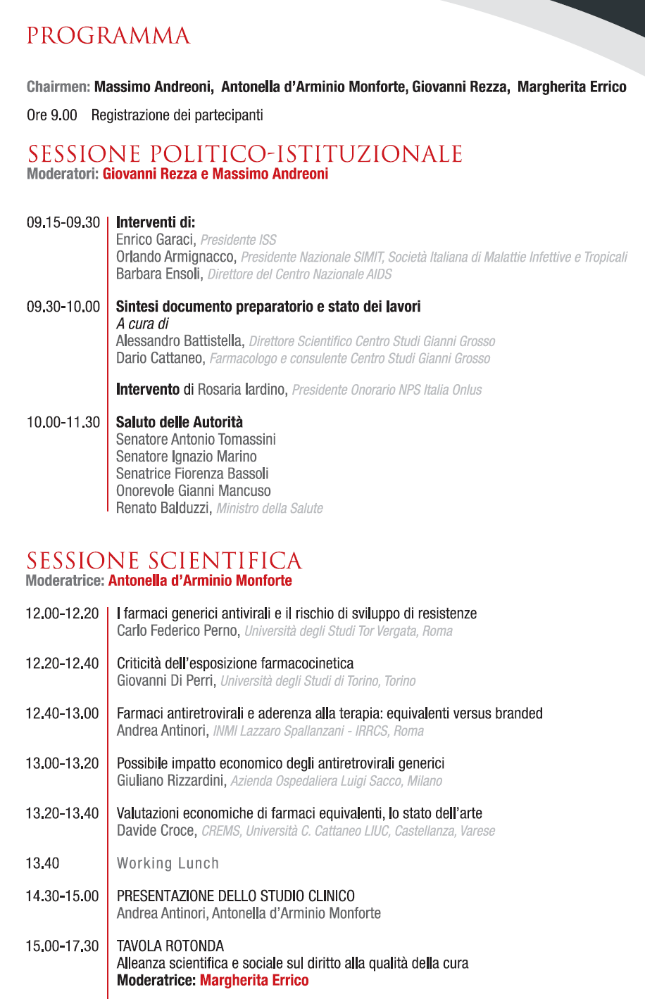 PROGRAMMA
Chairmen: Massimo Andreoni, Antonella d'Arminio Monforte, Giovanni Rezza, Margherita Errico
Ore 9.00 Registrazione dei partecipanti
SESSIONE POLITICO-ISTITUZIONALE
Moderatori: Giovanni Rezza e Massimo Andreoni
09.15-09.30 Interventi di:
Enrico Garaci, Presidente ISS
Orlando Armignacco, Presidente Nazionale SIMIT, Società Italiana di Malattie Infettive e Tropicali
Barbara Ensoli, Direttore del Centro Nazionale AIDS
09.30-10.00 Sintesi documento preparatorio e stato dei lavori
A cura di
Alessandro Battistella, Direttore Scientifico Centro Studi Gianni Grosso
Dario Cattaneo, Farmacologo e consulente Centro Studi Gianni Grosso
Intervento di Rosaria Iardino, Presidente Onorario NPS Italia Onlus
10.00-11.30 Saluto delle Autorità
Senatore Antonio Tomassini
Senatore Ignazio Marino
Senatrice Fiorenza Bassoli
Onorevole Gianni Mancuso
Renato Balduzzi, Ministro della Salute
SESSIONE SCIENTIFICA
Moderatrice: Antonella d'Arminio Monforte
12.00-12.20 I farmaci generici antivirali e il rischio di sviluppo di resistenze
Carlo Federico Perno, Università degli Studi Tor Vergata, Roma
12.20-12.40 Criticità dell'esposizione farmacocinetica
Giovanni Di Perri, Università degli Studi di Torino, Torino
12.40-13.00 Farmaci antiretrovirali e aderenza alla terapia: equivalenti versus branded
Andrea Antinori, INMI Lazzaro Spallanzani - IRRCS, Roma
13.00-13.20 Possibile impatto economico degli antiretrovirali generici
Giuliano Rizzardini, Azienda Ospedaliera Luigi Sacco, Milano
13.20-13.40 Valutazioni economiche di farmaci equivalenti, lo stato dell'arte
Davide Croce, CREMS, Università C. Cattaneo LIUC, Castellanza, Varese
13.40 Working Lunch
14.30-15.00 PRESENTAZIONE DELLO STUDIO CLINICO
Andrea Antinori, Antonella d'Arminio Monforte
15.00-17.30 TAVOLA ROTONDA
Alleanza scientifica e sociale sul diritto alla qualità della cura
Moderatrice: Margherita Errico